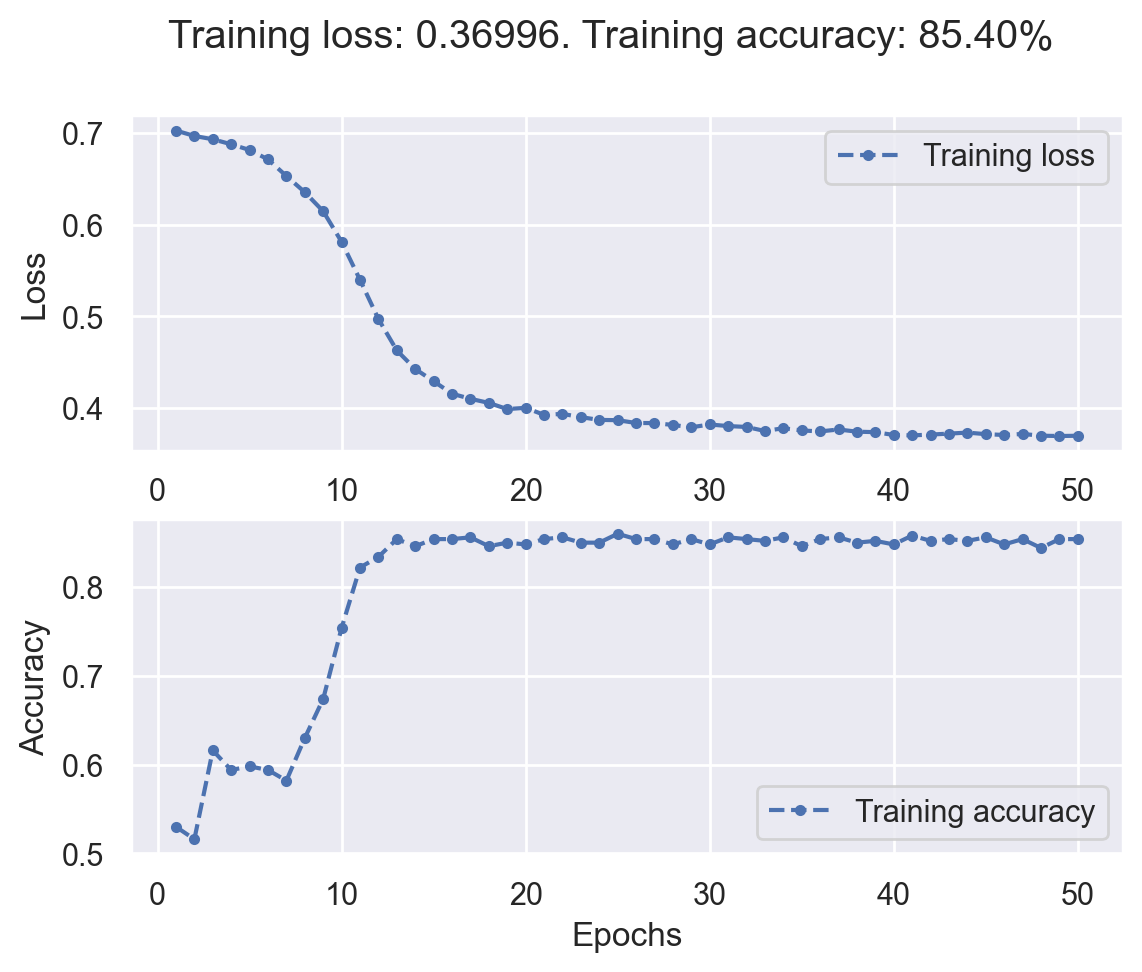 Training loss: 0.36996. Training accuracy: 85.40%
0.7
0.6
0.5
0.4
Loss
Training loss
0 10 20 30 40 50
0.8
0.7
0.6
0.5
Accuracy
Training accuracy
0 10 20 30 40 50
Epochs